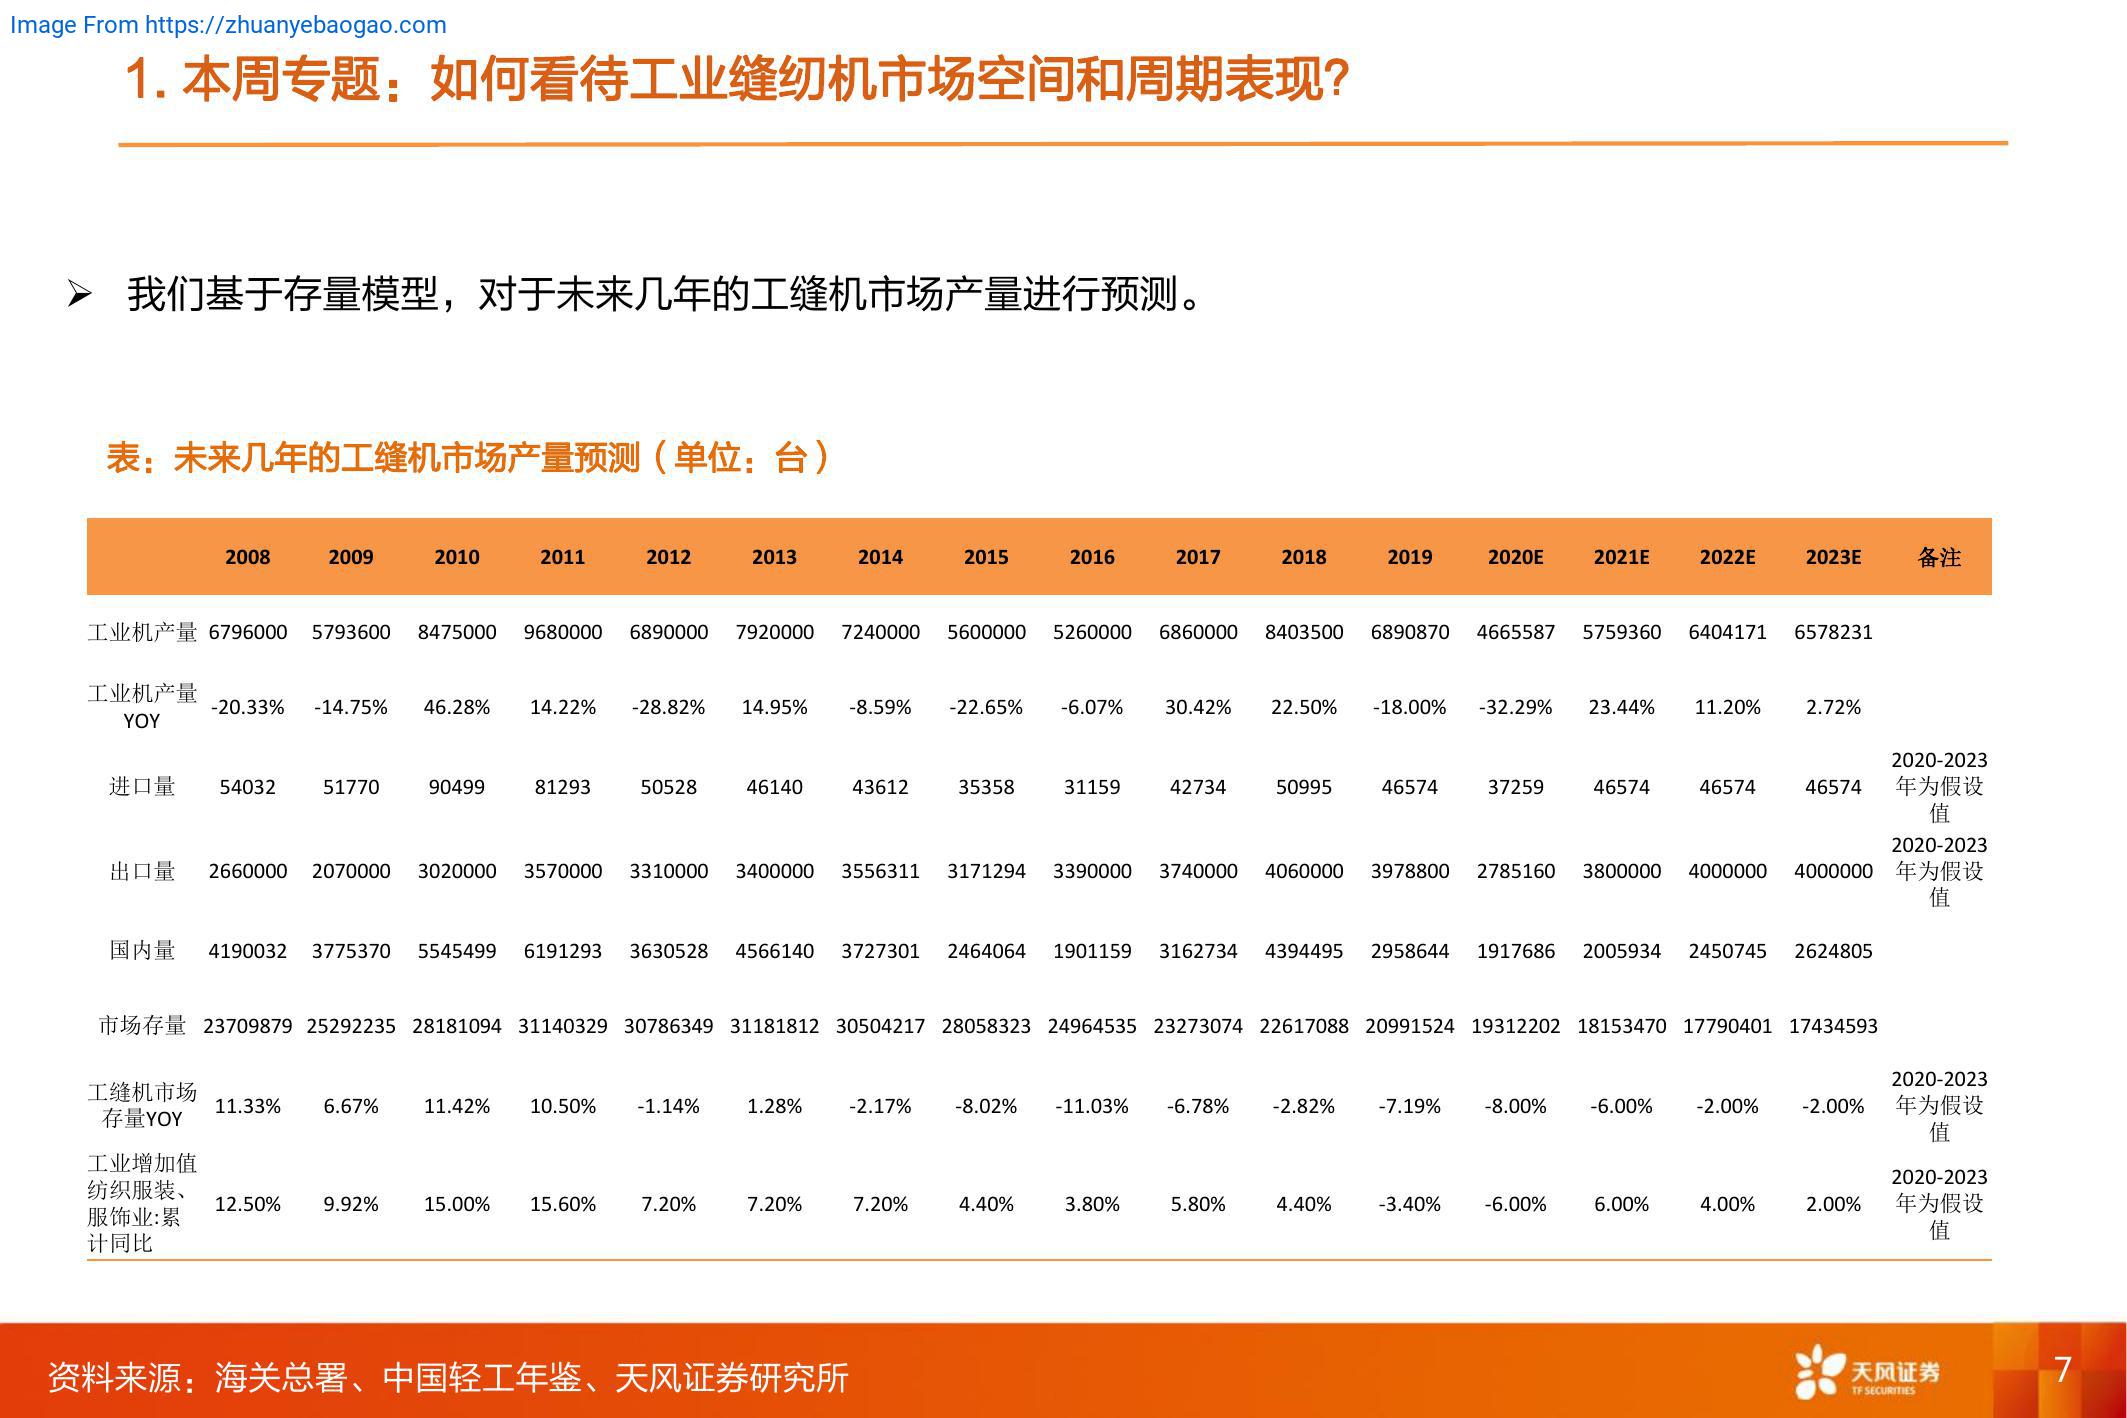 Image From https://zhuanyebaogao.com
1. 本周专题：如何看待工业缝纫机市场空间和周期表现?
➢ 我们基于存量模型，对于未来几年的工缝机市场产量进行预测。
表：未来几年的工缝机市场产量预测（单位：台）
2008 2009 2010 2011 2012 2013 2014 2015 2016 2017 2018 2019 2020E 2021E 2022E 2023E 备注
工业机产量 6796000 5793600 8475000 9680000 6890000 7920000 7240000 5600000 5260000 6860000 8403500 6890870 4665587 5759360 6404171 6578231
工业机产量
YOY
-20.33% -14.75% 46.28% 14.22% -28.82% 14.95% -8.59% -22.65% -6.07% 30.42% 22.50% -18.00% -32.29% 23.44% 11.20% 2.72%
进口量 54032 51770 90499 81293 50528 46140 43612 35358 31159 42734 50995 46574 37259 46574 46574 46574
2020-2023
年为假设
值
出口量 2660000 2070000 3020000 3570000 3310000 3400000 3556311 3171294 3390000 3740000 4060000 3978800 2785160 3800000 4000000 4000000
2020-2023
年为假设
值
国内量 4190032 3775370 5545499 6191293 3630528 4566140 3727301 2464064 1901159 3162734 4394495 2958644 1917686 2005934 2450745 2624805
市场存量 23709879 25292235 28181094 31140329 30786349 31181812 30504217 28058323 24964535 23273074 22617088 20991524 19312202 18153470 17790401 17434593
工缝机市场
存量YOY
11.33% 6.67% 11.42% 10.50% -1.14% 1.28% -2.17% -8.02% -11.03% -6.78% -2.82% -7.19% -8.00% -6.00% -2.00% -2.00%
2020-2023
年为假设
值
工业增加值
纺织服装、
服饰业:累
计同比
12.50% 9.92% 15.00% 15.60% 7.20% 7.20% 7.20% 4.40% 3.80% 5.80% 4.40% -3.40% -6.00% 6.00% 4.00% 2.00%
2020-2023
年为假设
值
资料来源：海关总署、中国轻工年鉴、天风证券研究所
天风证券
TF SECURITIES
7